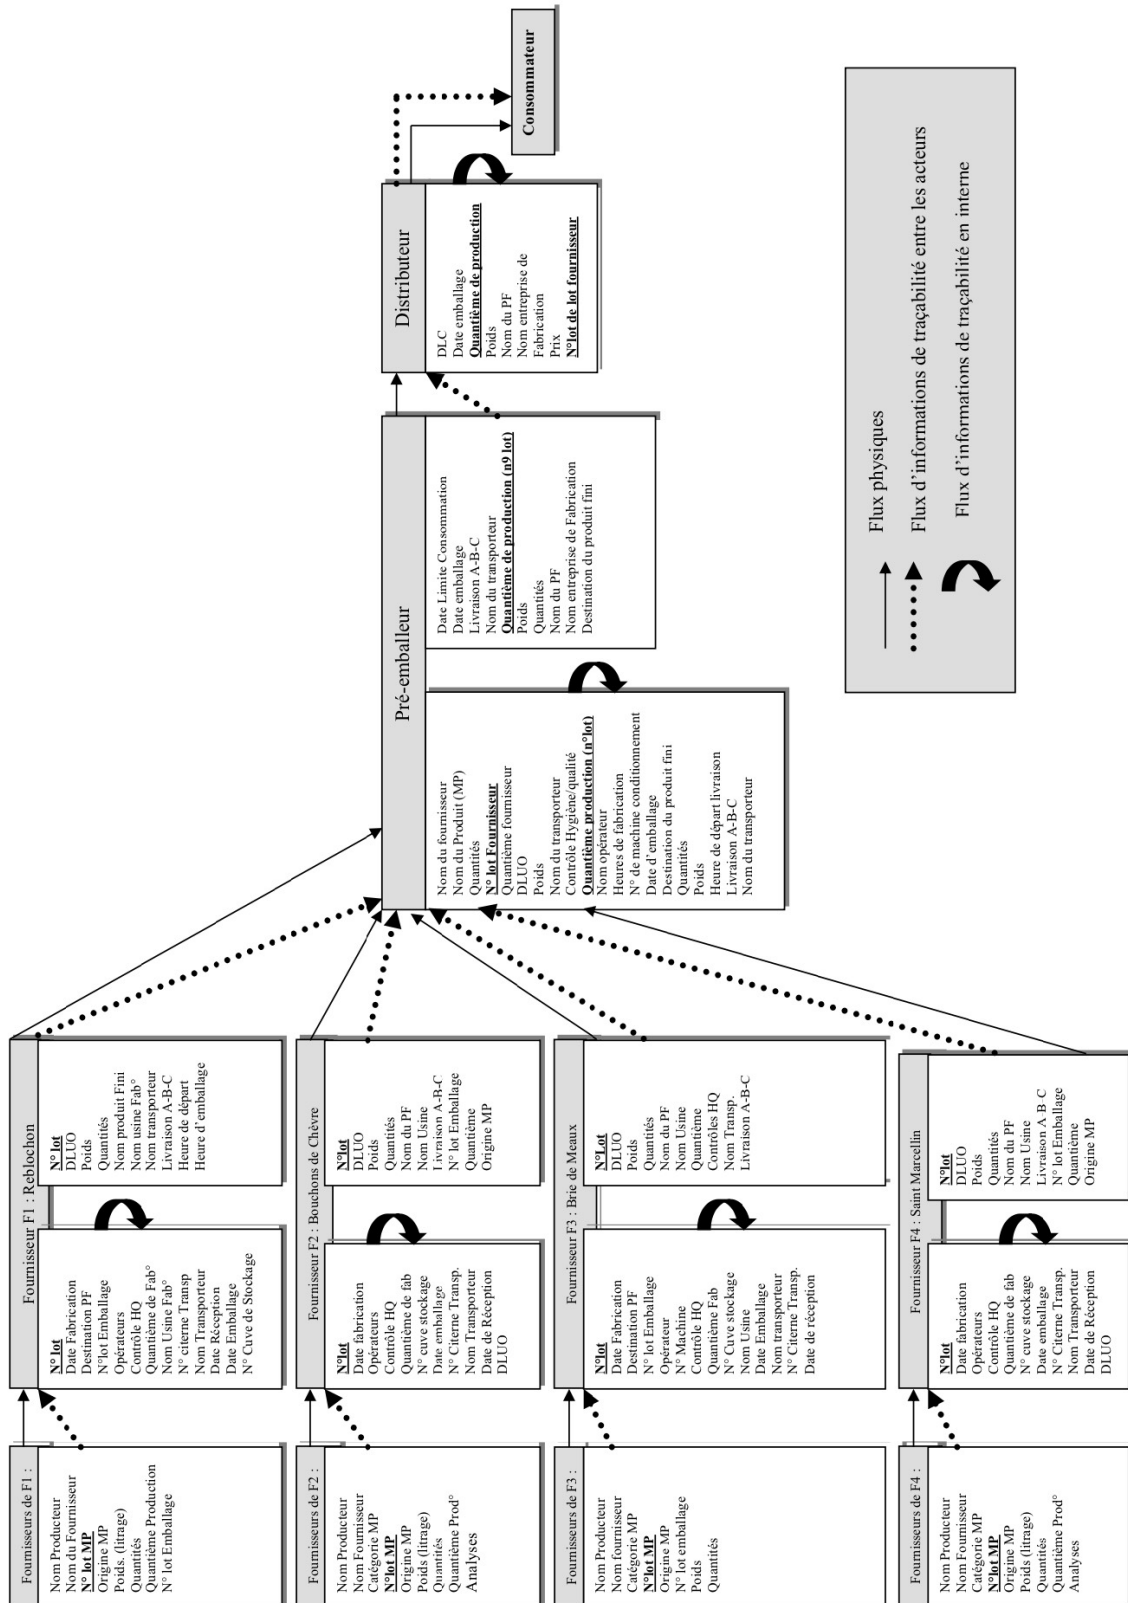 Fournisseurs de F1 :
Nom Producteur
Nom du Fournisseur
N° lot MP
Origine MP
Poids. (litrage)
Quantités
Quantième Production
N° lot Emballage
Fournisseur F1 : Reblochon
N° lot
Date Fabrication
Destination PF
N°lot Emballage
Opérateurs
Contrôle HQ
Quantième de Fab°
Nom Usine Fab°
N° citerne Transp
Nom Transporteur
Date Réception
Date Emballage
N° Cuve de Stockage
N° lot
DLUO
Poids
Quantités
Nom produit Fini
Nom usine Fab°
Nom transporteur
Livraison A-B-C
Heure de départ
Heure d'emballage
Fournisseurs de F2 :
Nom Producteur
Nom Fournisseur
Catégorie MP
N°lot MP
Origine MP
Poids (litrage)
Quantités
Quantième Prod°
Analyses
Fournisseur F2 : Bouchons de Chèvre
N°lot
Date fabrication
Opérateurs
Contrôle HQ
Quantième de fab
N° cuve stockage
Date emballage
N° Citerne Transp.
Nom Transporteur
Date de Réception
DLUO
N°lot
DLUO
Poids
Quantités
Nom du PF
Nom Usine
Livraison A-B-C
N° lot Emballage
Quantième
Origine MP
Fournisseurs de F3 :
Nom Producteur
Nom fournisseur
Catégorie MP
N°lot MP
Origine MP
N° lot emballage
Poids
Quantités
Fournisseur F3 : Brie de Meaux
N°lot
Date Fabrication
Destination PF
N° lot Emballage
Opérateur
N° Machine
Contrôle HQ
Quantième Fab
N° Cuve stockage
Nom Usine
Date Emballage
Nom transporteur
N° Citerne Transp.
Date de réception
N°Lot
DLUO
Poids
Quantités
Nom du PF
Nom Usine
Quantième
Contrôles HQ
Nom Transp.
Livraison A-B-C
Fournisseurs de F4 :
Nom Producteur
Nom Fournisseur
Catégorie MP
N°lot MP
Origine MP
Poids (litrage)
Quantités
Quantième Prod°
Analyses
Fournisseur F4 : Saint Marcellin
N°lot
Date fabrication
Opérateurs
Contrôle HQ
Quantième de fab
N° cuve stockage
Date emballage
N° Citerne Transp.
Nom Transporteur
Date de Réception
DLUO
N°lot
DLUO
Poids
Quantités
Nom du PF
Nom Usine
Livraison A B C
N° lot Emballage
Quantième
Origine MP
Pré-emballeur
Nom du fournisseur
Nom du Produit (MP)
Quantités
N° lot Fournisseur
Quantième fournisseur
DLUO
Poids
Nom du transporteur
Contrôle Hygiène/qualité
Quantième production (n°lot)
Nom opérateur
Heures de fabrication
N° de machine conditionnement
Date d'emballage
Destination du produit fini
Quantités
Poids
Heure de départ livraison
Livraison A-B-C
Nom du transporteur
Date Limite Consommation
Date emballage
Livraison A-B-C
Nom du transporteur
Quantième de production (n9 lot)
Poids
Quantités
Nom du PF
Nom entreprise de Fabrication
Destination du produit fini
Distributeur
DLC
Date emballage
Quantième de production
Poids
Nom du PF
Nom entreprise de
Fabrication
Prix
N°lot de lot fournisseur
Consommateur
Flux physiques
Flux d'informations de traçabilité entre les acteurs
Flux d'informations de traçabilité en interne